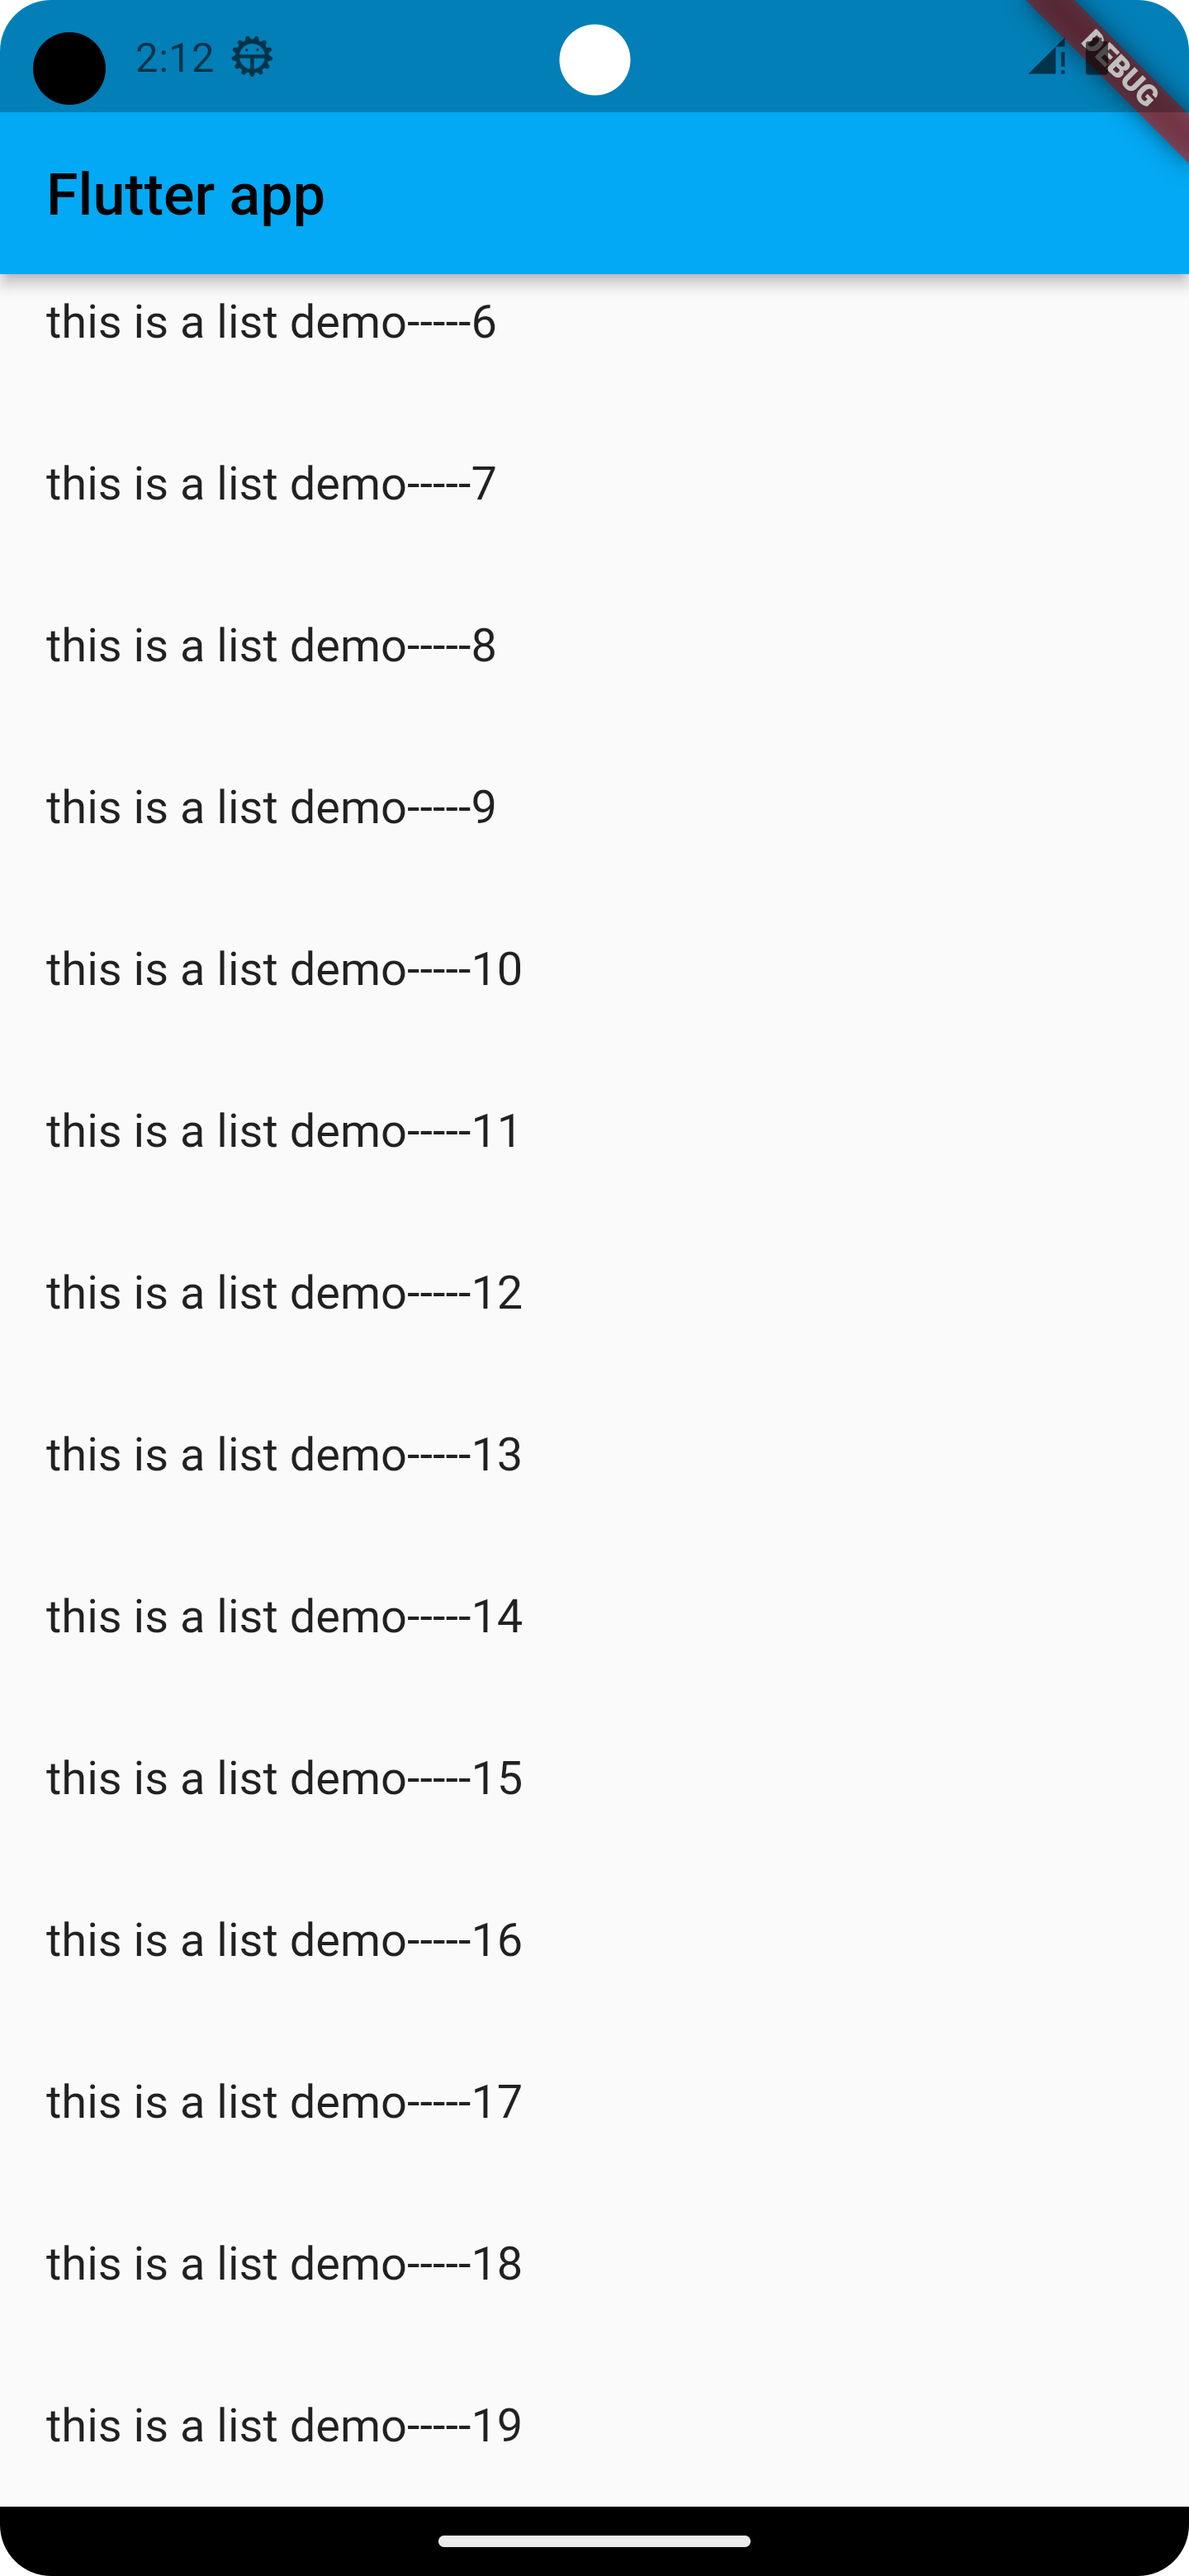 2:12
DEBUG
Flutter app
this is a list demo-----6
this is a list demo-----7
this is a list demo-----8
this is a list demo-----9
this is a list demo-----10
this is a list demo-----11
this is a list demo-----12
this is a list demo-----13
this is a list demo-----14
this is a list demo-----15
this is a list demo-----16
this is a list demo-----17
this is a list demo-----18
this is a list demo-----19